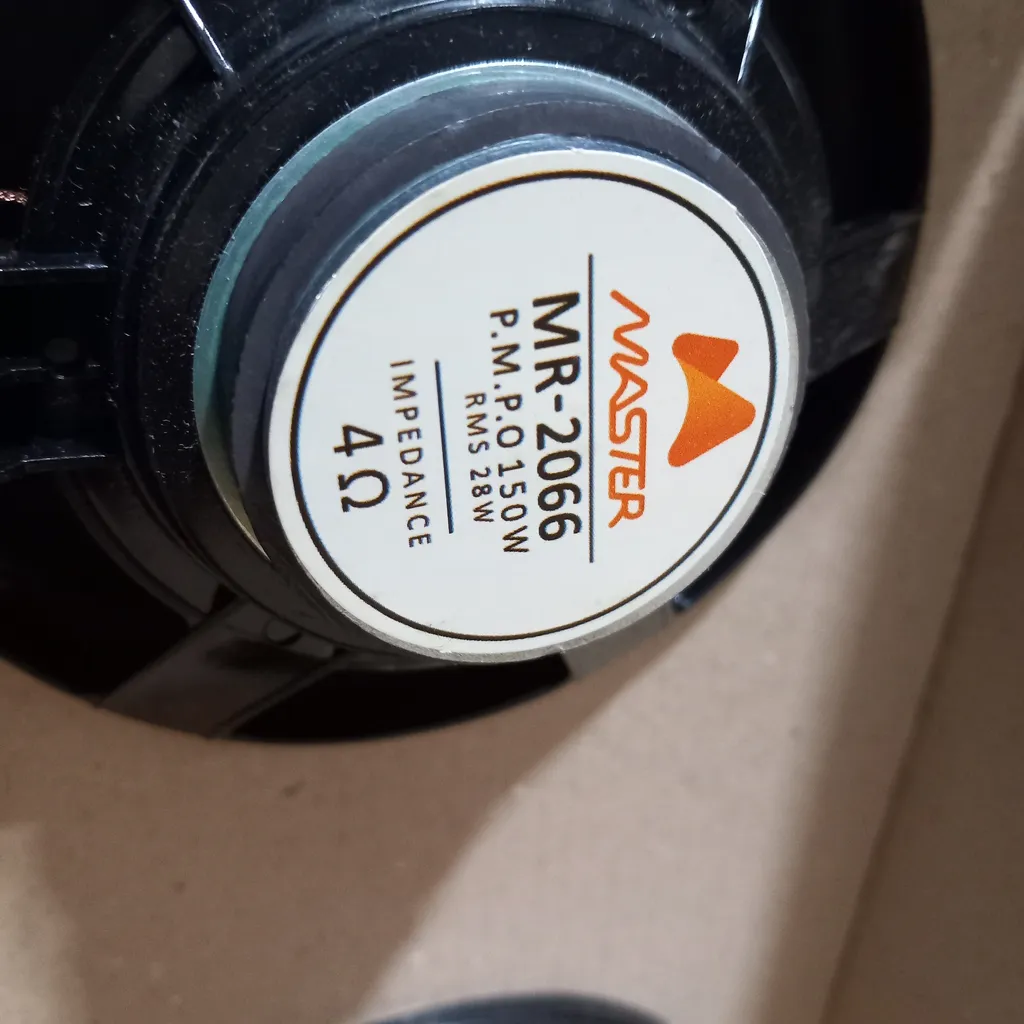 MASTER
MR-2066
P.M.P.O 150W
RMS 28W
IMPEDANCE
4Ω